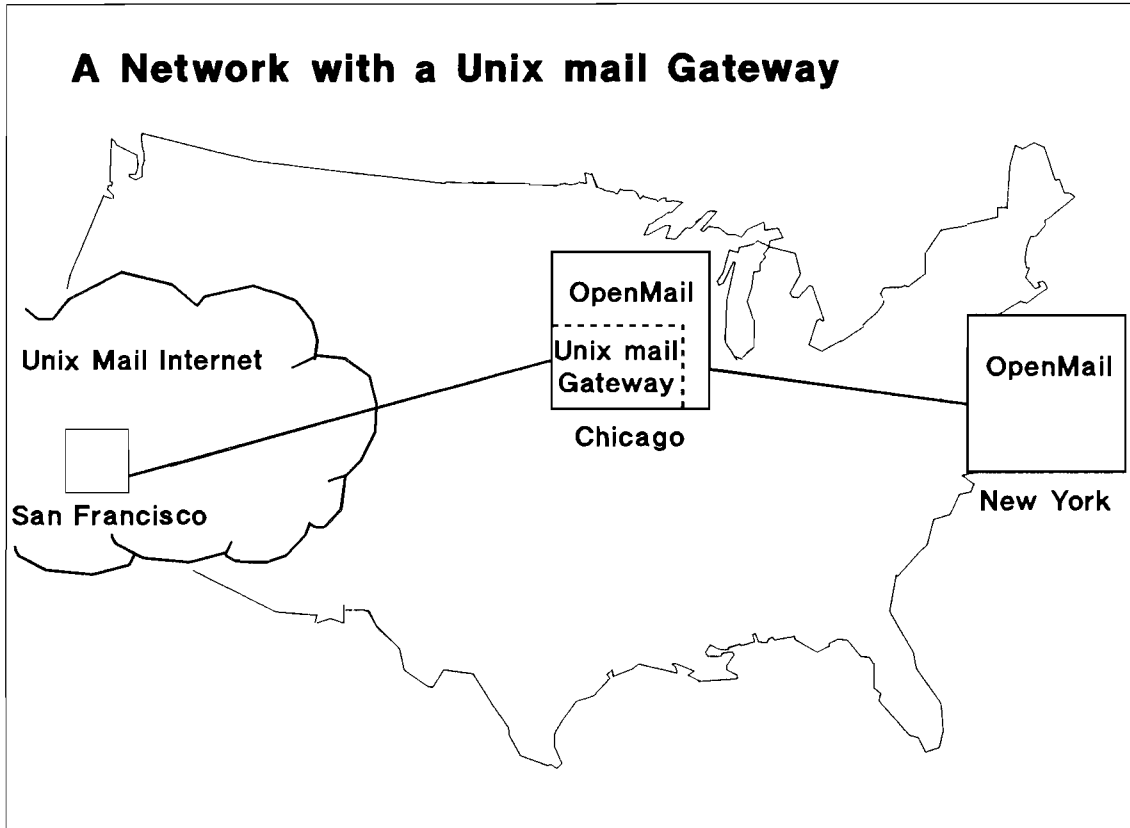 A Network with a Unix mail Gateway
OpenMail
Unix mail
Gateway
Chicago
Unix Mail Internet
San Francisco
OpenMail
New York